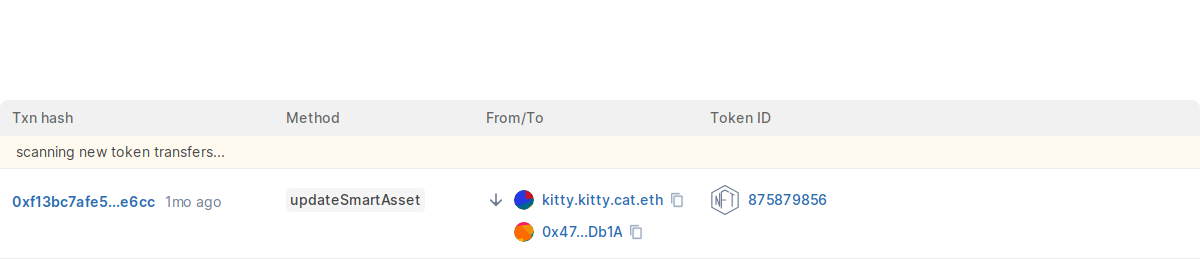 Txn hash Method From/To Token ID
scanning new token transfers...
0xf13bc7afe5...e6cc 1mo ago updateSmartAsset kitty.kitty.cat.eth NFT 875879856
0x47...Db1A